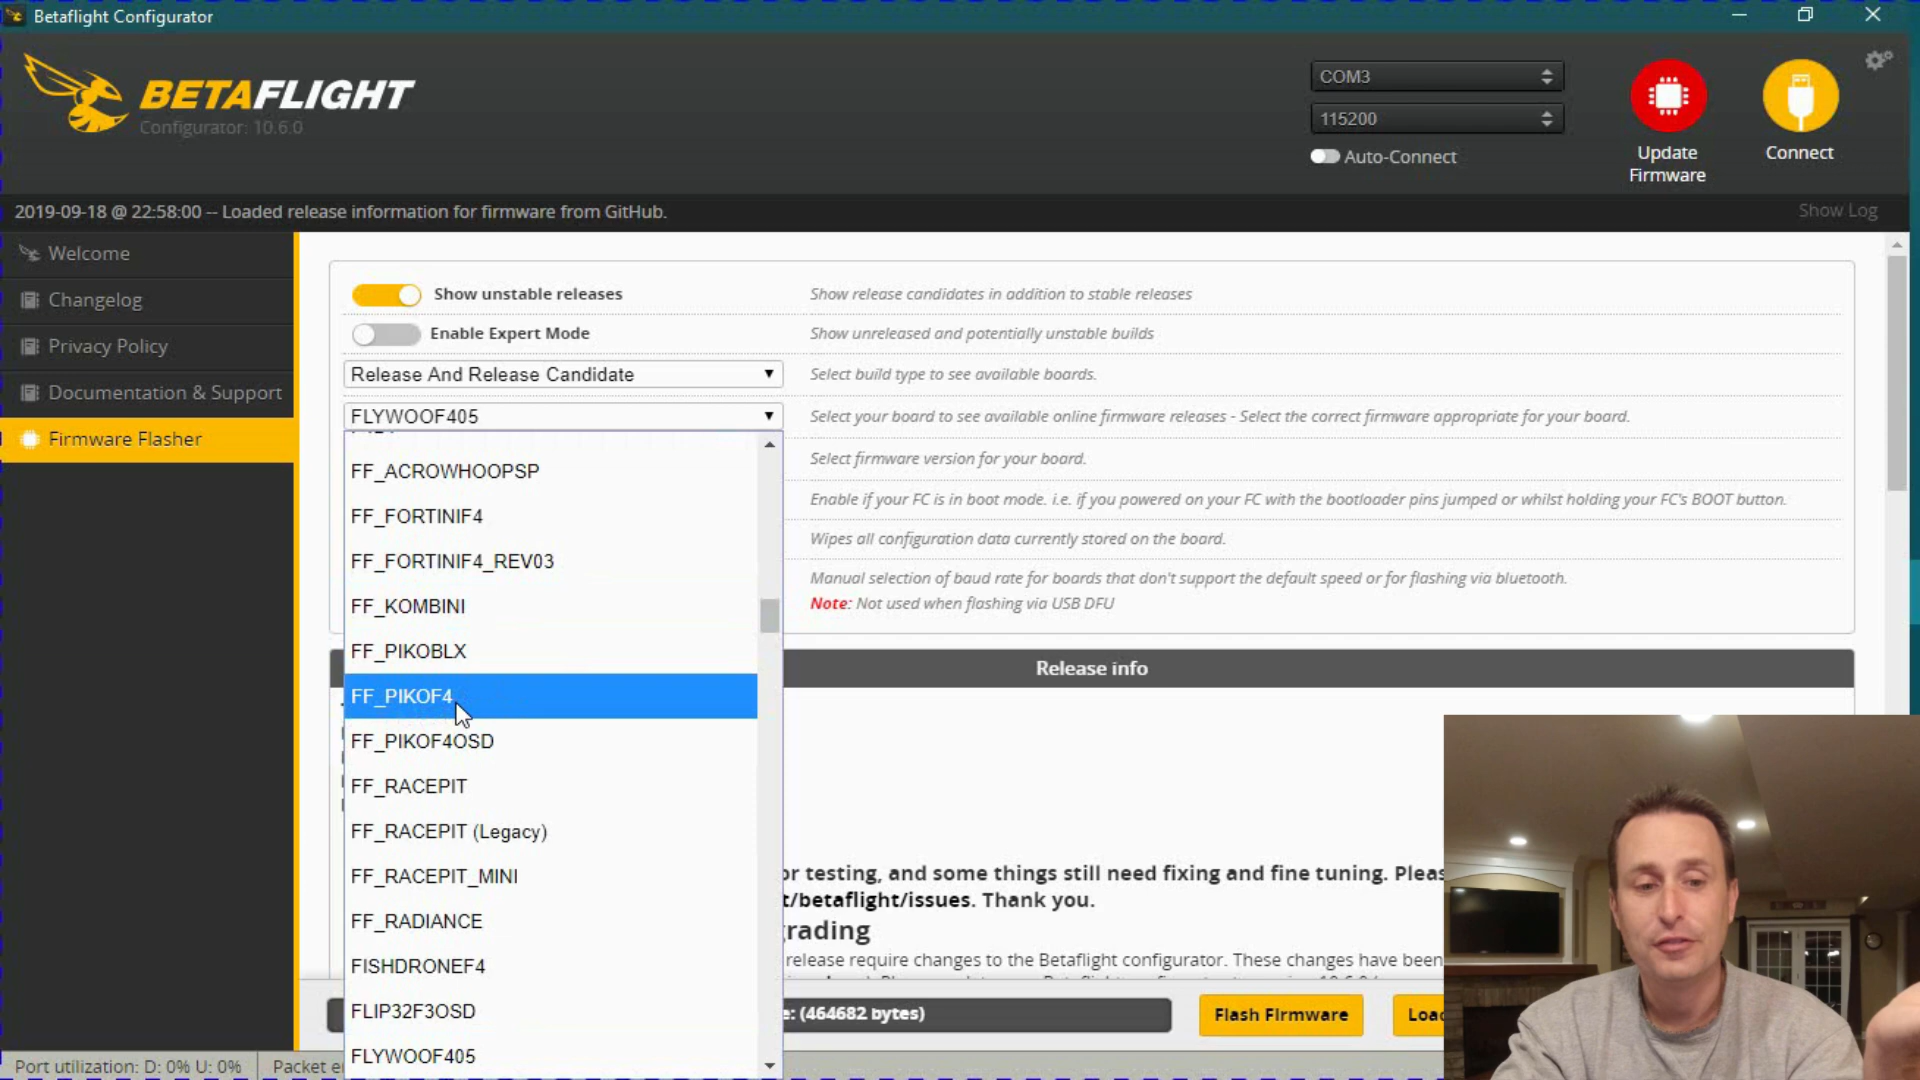 Betaflight Configurator
BETAFLIGHT
Configurator: 10.6.0
COM3
115200
Auto-Connect
Update
Firmware
Connect
2019-09-18 @ 22:58:00 -- Loaded release information for firmware from GitHub.
Show Log
Welcome
Changelog
Privacy Policy
Documentation & Support
Firmware Flasher
Show unstable releases
Show release candidates in addition to stable releases
Enable Expert Mode
Show unreleased and potentially unstable builds
Release And Release Candidate
Select build type to see available boards.
FLYWOOF405
Select your board to see available online firmware releases - Select the correct firmware appropriate for your board.
Select firmware version for your board.
Enable if your FC is in boot mode. i.e. if you powered on your FC with the bootloader pins jumped or whilst holding your FC's BOOT button.
Wipes all configuration data currently stored on the board.
Manual selection of baud rate for boards that don't support the default speed or for flashing via bluetooth.
Note: Not used when flashing via USB DFU
FF_ACROWHOOPSP
FF_FORTINIF4
FF_FORTINIF4_REV03
FF_KOMBINI
FF_PIKOBLX
FF_PIKOF4
FF_PIKOF4OSD
FF_RACEPIT
FF_RACEPIT (Legacy)
FF_RACEPIT_MINI
FF_RADIANCE
FISHDRONEF4
FLIP32F3OSD
FLYWOOF405
Release info
or testing, and some things still need fixing and fine tuning. Pleas
t/betaflight/issues. Thank you.
grading
release require changes to the Betaflight configurator. These changes have been
e: (464682 bytes)
Flash Firmware
Loa
Port utilization: D: 0% U: 0%
Packet e